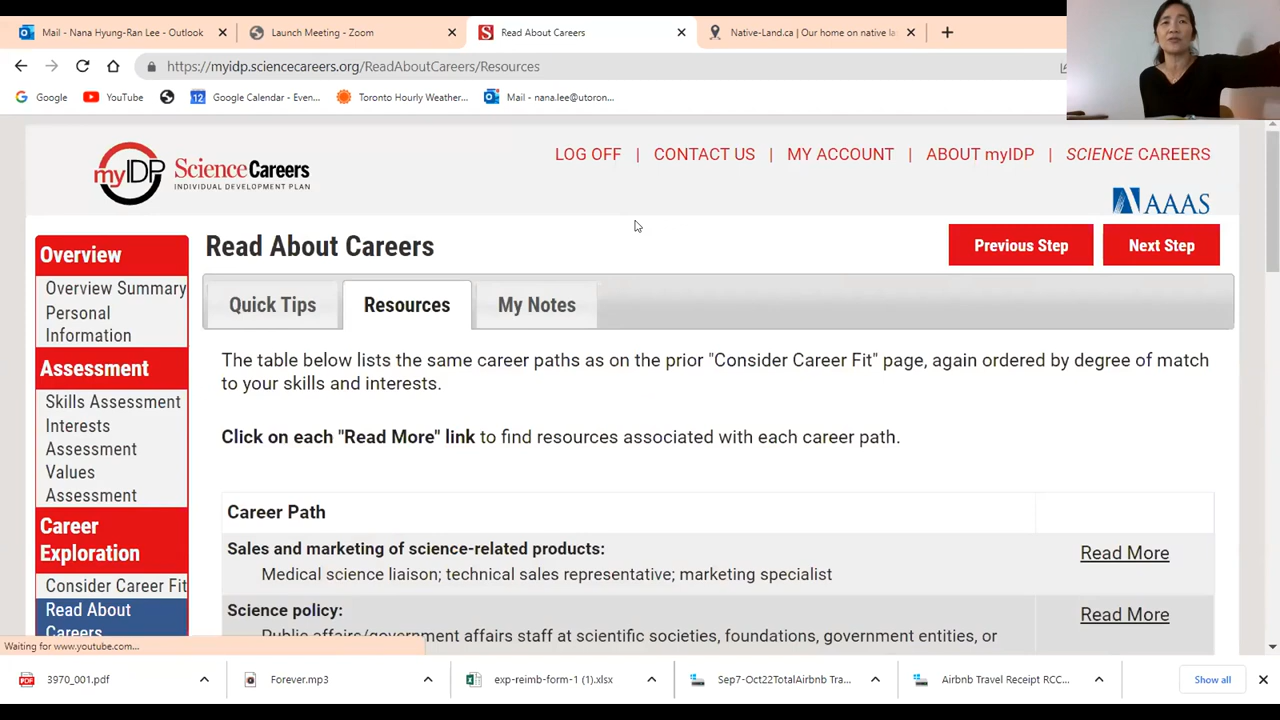 Mail - Nana Hyung-Ran Lee - Outlook
Launch Meeting - Zoom
Read About Careers
Native-Land.ca | Our home on native la
https://myidp.sciencecareers.org/ReadAboutCareers/Resources
Google
YouTube
Google Calendar - Even...
Toronto Hourly Weather...
Mail - nana.lee@utoron...
myIDP ScienceCareers
INDIVIDUAL DEVELOPMENT PLAN
LOG OFF | CONTACT US | MY ACCOUNT | ABOUT myIDP | SCIENCE CAREERS
AAAS
Overview
Overview Summary
Personal
Information
Assessment
Skills Assessment
Interests
Assessment
Values
Assessment
Career
Exploration
Consider Career Fit
Read About
Careers
Read About Careers
Previous Step
Next Step
Quick Tips
Resources
My Notes
The table below lists the same career paths as on the prior "Consider Career Fit" page, again ordered by degree of match
to your skills and interests.
Click on each "Read More" link to find resources associated with each career path.
Career Path
Sales and marketing of science-related products:
Medical science liaison; technical sales representative; marketing specialist
Read More
Science policy:
Public affairs/government affairs staff at scientific societies, foundations, government entities, or
Read More
Waiting for www.youtube.com...
3970_001.pdf
Forever.mp3
exp-reimb-form-1 (1).xlsx
Sep7-Oct22TotalAirbnb Tra...
Airbnb Travel Receipt RCC...
Show all